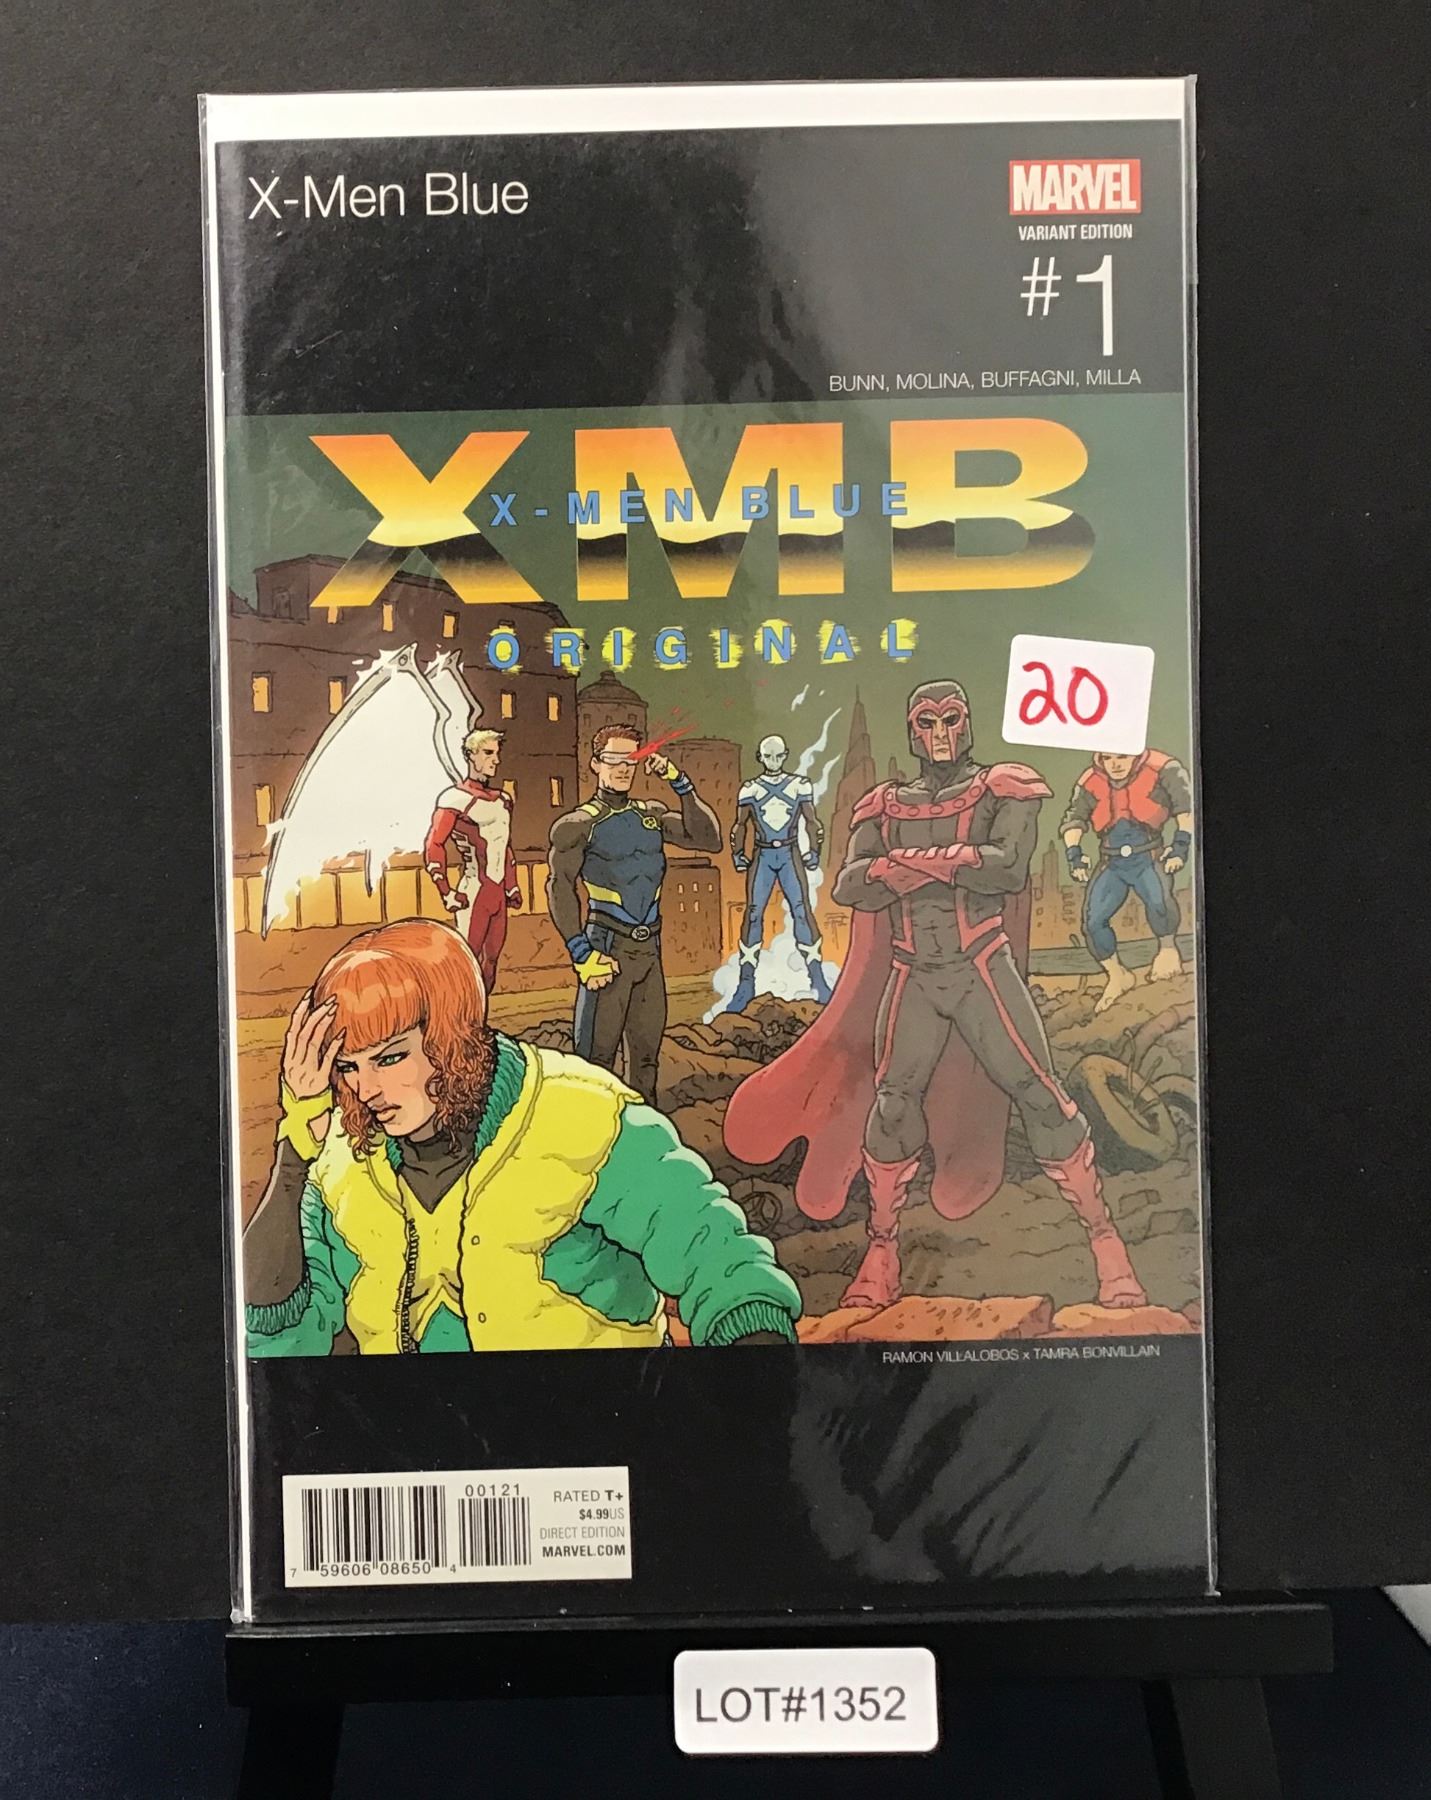 X-Men Blue
MARVEL
VARIANT EDITION
#1
BUNN, MOLINA, BUFFAGNI, MILLA
XMB
X-MEN BLUE
ORIGINAL
20
RAMON VILLALOBOS x TAMRA BONVILLAIN
00121
RATED T+
$4.99US
DIRECT EDITION
MARVEL.COM
7 59606 08650 4
LOT#1352